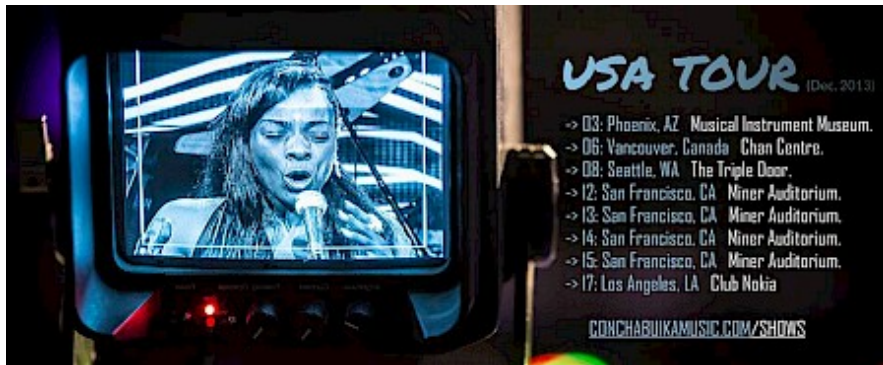 USA TOUR (Dec. 2013)
-> 03: Phoenix, AZ Musical Instrument Museum.
-> 06: Vancouver, Canada Chan Centre.
-> 08: Seattle, WA The Triple Door.
-> 12: San Francisco, CA Miner Auditorium.
-> 13: San Francisco, CA Miner Auditorium.
-> 14: San Francisco, CA Miner Auditorium.
-> 15: San Francisco, CA Miner Auditorium.
-> 17: Los Angeles, LA Club Nokia
CONCHABUIKAMUSIC.COM/SHOWS